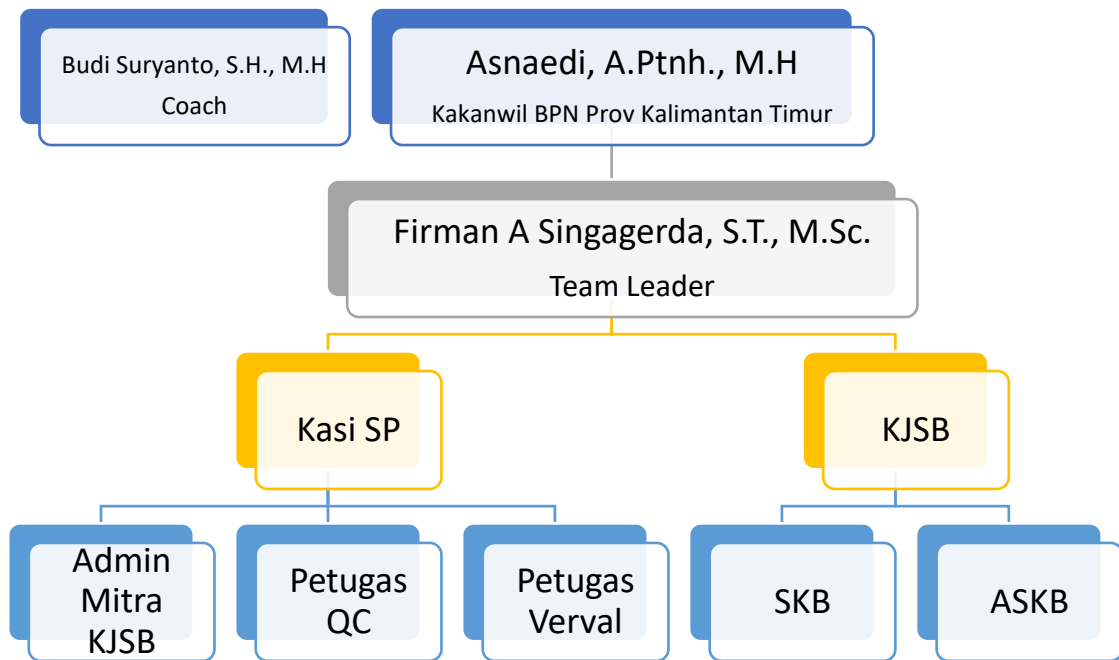 Budi Suryanto, S.H., M.H
Coach
Asnaedi, A.Ptnh., M.H
Kakanwil BPN Prov Kalimantan Timur
Firman A Singagerda, S.T., M.Sc.
Team Leader
Kasi SP
KJSB
Admin
Mitra
KJSB
Petugas
QC
Petugas
Verval
SKB
ASKB